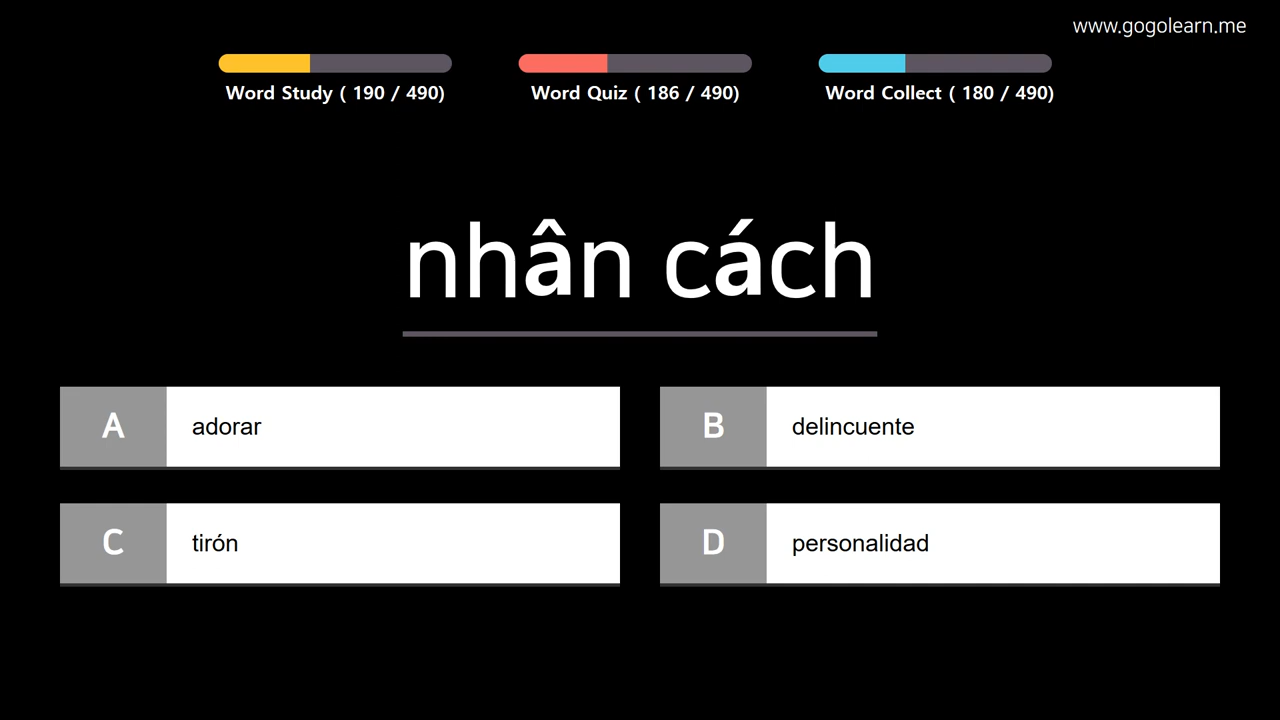 www.gogolearn.me
Word Study ( 190 / 490)
Word Quiz ( 186 / 490)
Word Collect ( 180 / 490)
nhân cách
A adorar
B delincuente
C tirón
D personalidad